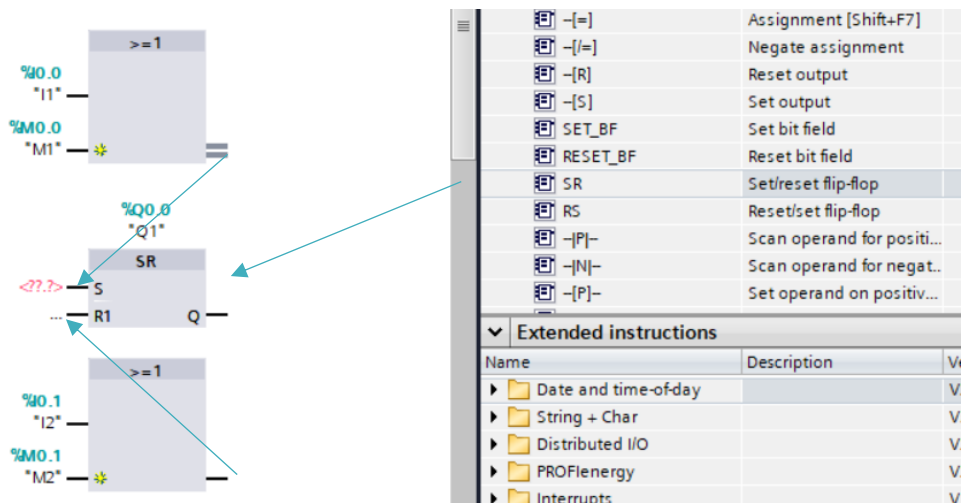 >=1
%I0.0
"I1"
%M0.0
"M1"
%Q0.0
"Q1"
SR
<??.?>
S
...
R1
Q
>=1
%I0.1
"I2"
%M0.1
"M2"
–[=] Assignment [Shift+F7]
–[/=] Negate assignment
–[R] Reset output
–[S] Set output
SET_BF Set bit field
RESET_BF Reset bit field
SR Set/reset flip-flop
RS Reset/set flip-flop
–|P|– Scan operand for positi...
–|N|– Scan operand for negat..
–[P]– Set operand on positiv...
Extended instructions
Name Description Ve
Date and time-of-day V.
String + Char V.
Distributed I/O V.
PROFIenergy V.
Interrupts V.